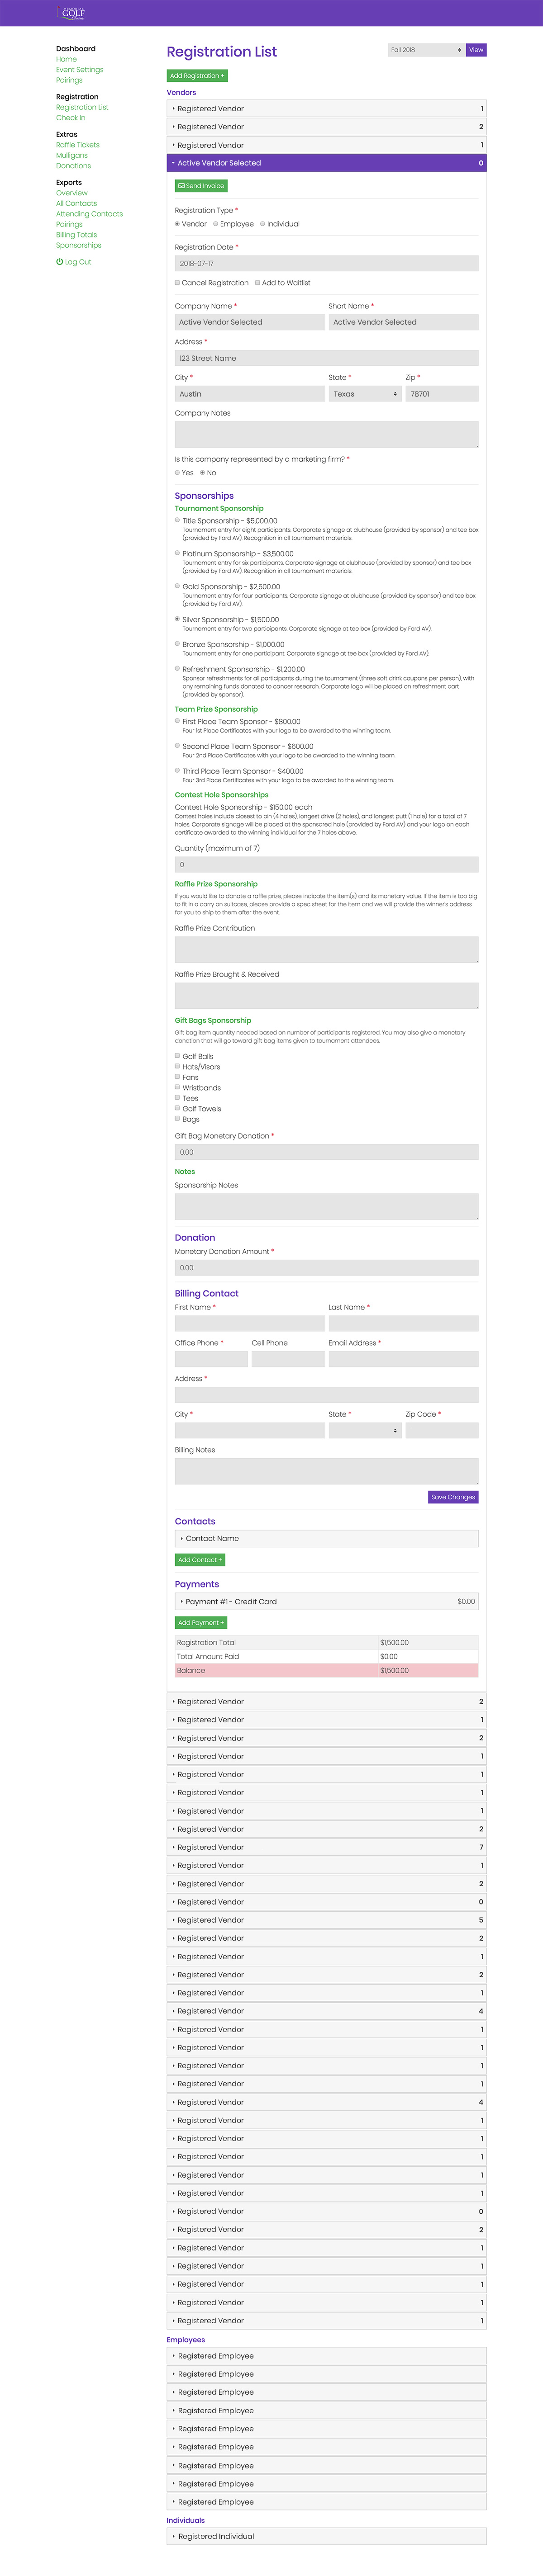 GOLF
Dashboard
Home
Event Settings
Pairings
Registration
Registration List
Check In
Extras
Raffle Tickets
Mulligans
Donations
Exports
Overview
All Contacts
Attending Contacts
Pairings
Billing Totals
Sponsorships
Log Out
Registration List
Fall 2018 View
Add Registration +
Vendors
Registered Vendor 1
Registered Vendor 2
Registered Vendor 1
Active Vendor Selected 0
Send Invoice
Registration Type *
Vendor Employee Individual
Registration Date *
2018-07-17
Cancel Registration Add to Waitlist
Company Name * Short Name *
Active Vendor Selected Active Vendor Selected
Address *
123 Street Name
City * State * Zip *
Austin Texas 78701
Company Notes
Is this company represented by a marketing firm? *
Yes No
Sponsorships
Tournament Sponsorship
Title Sponsorship - $5,000.00
Tournament entry for eight participants. Corporate signage at clubhouse (provided by sponsor) and tee box
(provided by Ford AV). Recognition in all tournament materials.
Platinum Sponsorship - $3,500.00
Tournament entry for six participants. Corporate signage at clubhouse (provided by sponsor) and tee box
(provided by Ford AV). Recognition in all tournament materials.
Gold Sponsorship - $2,500.00
Tournament entry for four participants. Corporate signage at clubhouse (provided by sponsor) and tee box
(provided by Ford AV).
Silver Sponsorship - $1,500.00
Tournament entry for two participants. Corporate signage at tee box (provided by Ford AV).
Bronze Sponsorship - $1,000.00
Tournament entry for one participant. Corporate signage at tee box (provided by Ford AV).
Refreshment Sponsorship - $1,200.00
Sponsor refreshments for all participants during the tournament (three soft drink coupons per person), with
any remaining funds donated to cancer research. Corporate logo will be placed on refreshment cart
(provided by sponsor).
Team Prize Sponsorship
First Place Team Sponsor - $800.00
Four 1st Place Certificates with your logo to be awarded to the winning team.
Second Place Team Sponsor - $600.00
Four 2nd Place Certificates with your logo to be awarded to the winning team.
Third Place Team Sponsor - $400.00
Four 3rd Place Certificates with your logo to be awarded to the winning team.
Contest Hole Sponsorships
Contest Hole Sponsorship - $150.00 each
Contest holes include closest to pin (4 holes), longest drive (2 holes), and longest putt (1 hole) for a total of 7
holes. Corporate signage will be placed at the sponsored hole (provided by Ford AV) and your logo on each
certificate awarded to the winning individual for the 7 holes above.
Quantity (maximum of 7)
0
Raffle Prize Sponsorship
If you would like to donate a raffle prize, please indicate the item(s) and its monetary value. If the item is too big
to fit in a carry on suitcase, please provide a spec sheet for the item and we will provide the winner's address
for you to ship to them after the event.
Raffle Prize Contribution
Raffle Prize Brought & Received
Gift Bags Sponsorship
Gift bag item quantity needed based on number of participants registered. You may also give a monetary
donation that will go toward gift bag items given to tournament attendees.
Golf Balls
Hats/Visors
Fans
Wristbands
Tees
Golf Towels
Bags
Gift Bag Monetary Donation *
0.00
Notes
Sponsorship Notes
Donation
Monetary Donation Amount *
0.00
Billing Contact
First Name * Last Name *
Office Phone * Cell Phone Email Address *
Address *
City * State * Zip Code *
Billing Notes
Save Changes
Contacts
Contact Name
Add Contact +
Payments
Payment #1 - Credit Card $0.00
Add Payment +
Registration Total $1,500.00
Total Amount Paid $0.00
Balance $1,500.00
Registered Vendor 2
Registered Vendor 1
Registered Vendor 2
Registered Vendor 1
Registered Vendor 1
Registered Vendor 1
Registered Vendor 1
Registered Vendor 2
Registered Vendor 7
Registered Vendor 1
Registered Vendor 2
Registered Vendor 0
Registered Vendor 5
Registered Vendor 2
Registered Vendor 1
Registered Vendor 2
Registered Vendor 1
Registered Vendor 4
Registered Vendor 1
Registered Vendor 1
Registered Vendor 1
Registered Vendor 1
Registered Vendor 4
Registered Vendor 1
Registered Vendor 1
Registered Vendor 1
Registered Vendor 1
Registered Vendor 1
Registered Vendor 0
Registered Vendor 2
Registered Vendor 1
Registered Vendor 1
Registered Vendor 1
Registered Vendor 1
Registered Vendor 1
Employees
Registered Employee
Registered Employee
Registered Employee
Registered Employee
Registered Employee
Registered Employee
Registered Employee
Registered Employee
Registered Employee
Individuals
Registered Individual